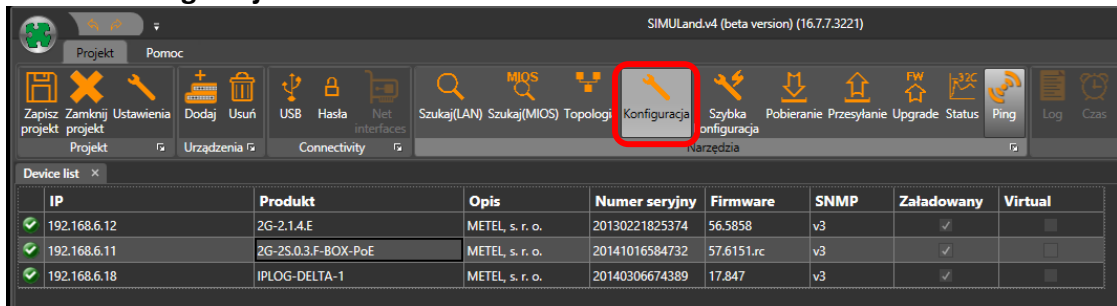 SIMULand.v4 (beta version) (16.7.7.3221)
Projekt Pomoc
MIOS FW 32C
Zapisz projekt Zamknij projekt Ustawienia Dodaj Usuń USB Hasła Net interfaces Szukaj(LAN) Szukaj(MIOS) Topologi Konfiguracja Szybka onfiguracja Pobieranie Przesyłanie Upgrade Status Ping Log Czas
Projekt Urządzenia Connectivity Narzędzia
Device list ×
IP Produkt Opis Numer seryjny Firmware SNMP Załadowany Virtual
192.168.6.12 2G-2.1.4.E METEL, s. r. o. 20130221825374 56.5858 v3
192.168.6.11 2G-2S.0.3.F-BOX-PoE METEL, s. r. o. 20141016584732 57.6151.rc v3
192.168.6.18 IPLOG-DELTA-1 METEL, s. r. o. 20140306674389 17.847 v3